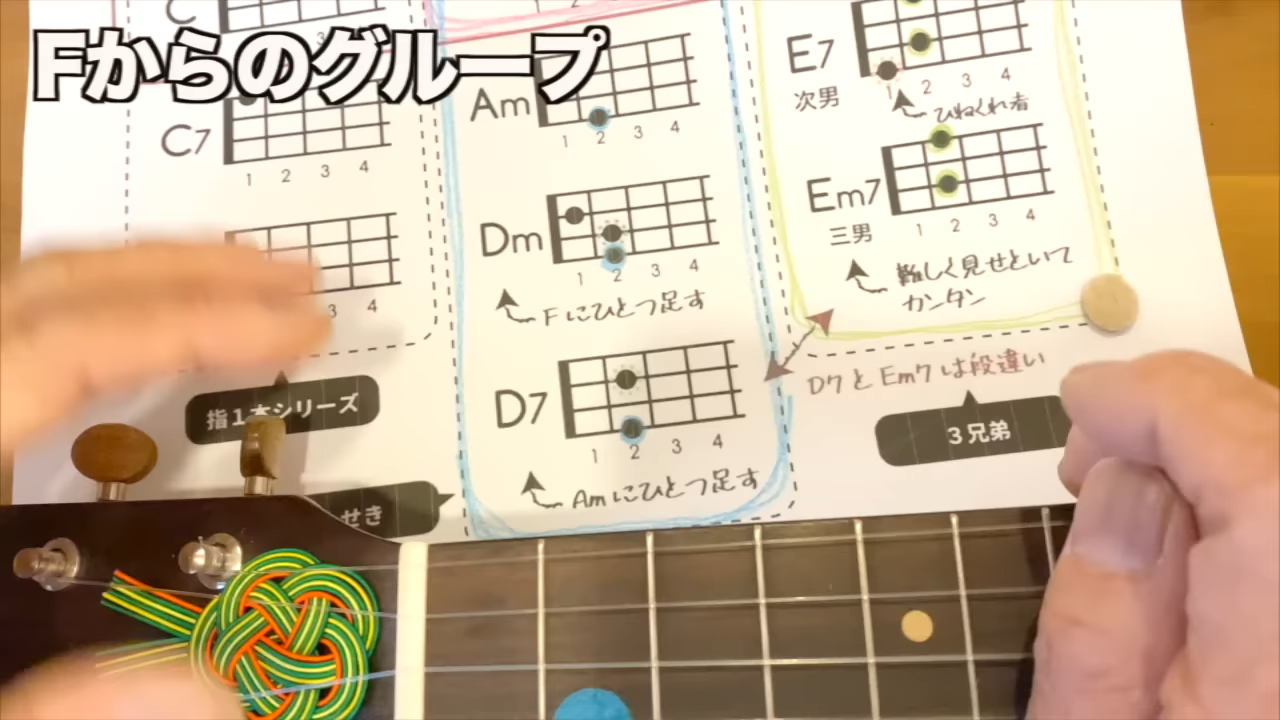 Fからのグループ
C
3
C7
1 2 3 4
3 4
指1本シリーズ
せき
2
Am
1 2 3 4
Dm
1 2 3 4
Fにひとつ足す
D7
1 2 3 4
Amにひとつ足す
E7
次男
1 2 3 4
ひねくれ者
Em7
三男
1 2 3 4
難しく見せといて
カンタン
D7とEm7は段違い
3兄弟